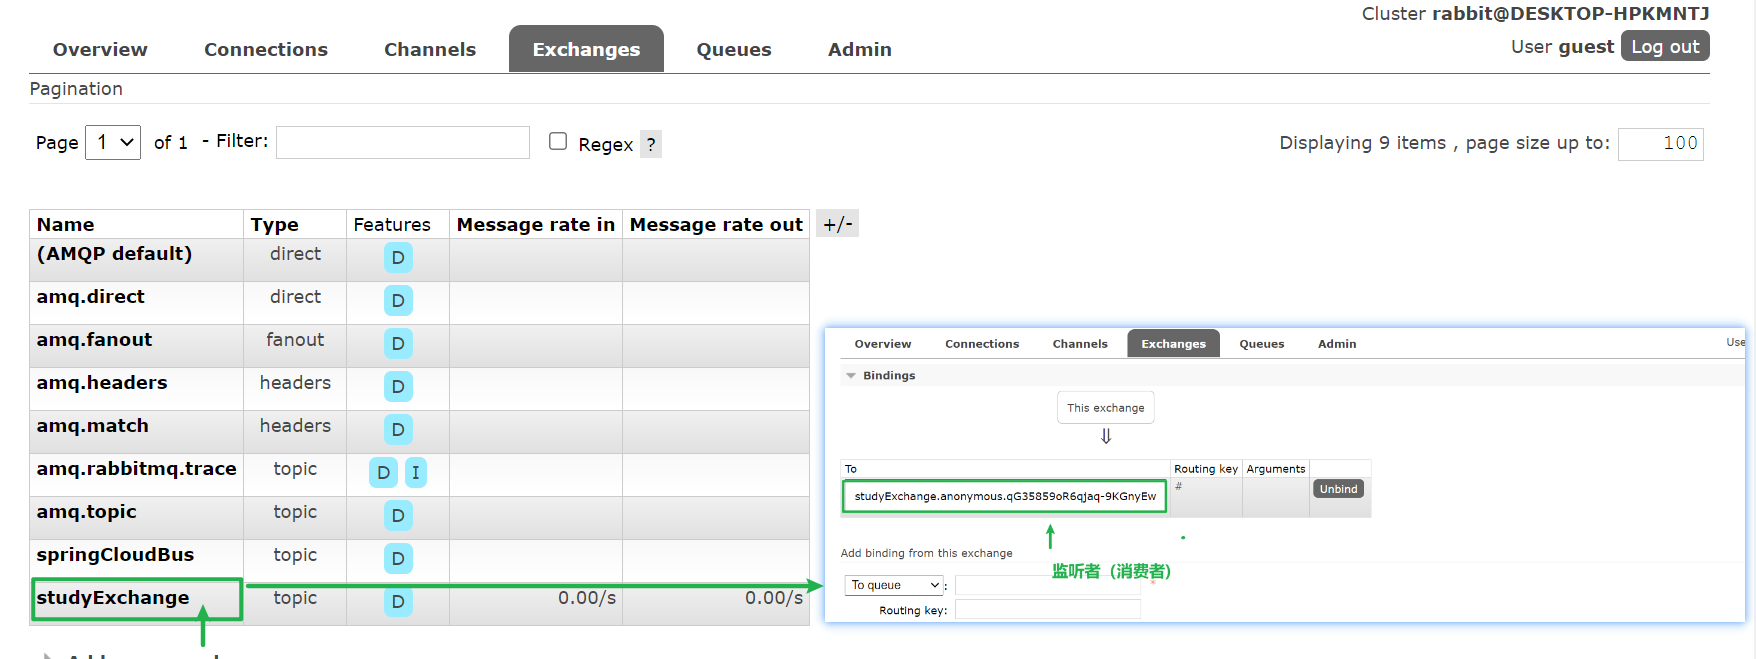 Cluster rabbit@DESKTOP-HPKMNTJ
Overview Connections Channels Exchanges Queues Admin
User guest Log out
Pagination
Page 1 of 1 - Filter: Regex ?
Displaying 9 items , page size up to: 100
Name Type Features Message rate in Message rate out +/-
(AMQP default) direct D
amq.direct direct D
amq.fanout fanout D
amq.headers headers D
amq.match headers D
amq.rabbitmq.trace topic D I
amq.topic topic D
springCloudBus topic D
studyExchange topic D 0.00/s 0.00/s
Overview Connections Channels Exchanges Queues Admin
Use
Bindings
This exchange
⇓
To Routing key Arguments
studyExchange.anonymous.qG35859oR6qJaq-9KGnyEw # Unbind
Add binding from this exchange
监听者（消费者）
To queue :
Routing key: